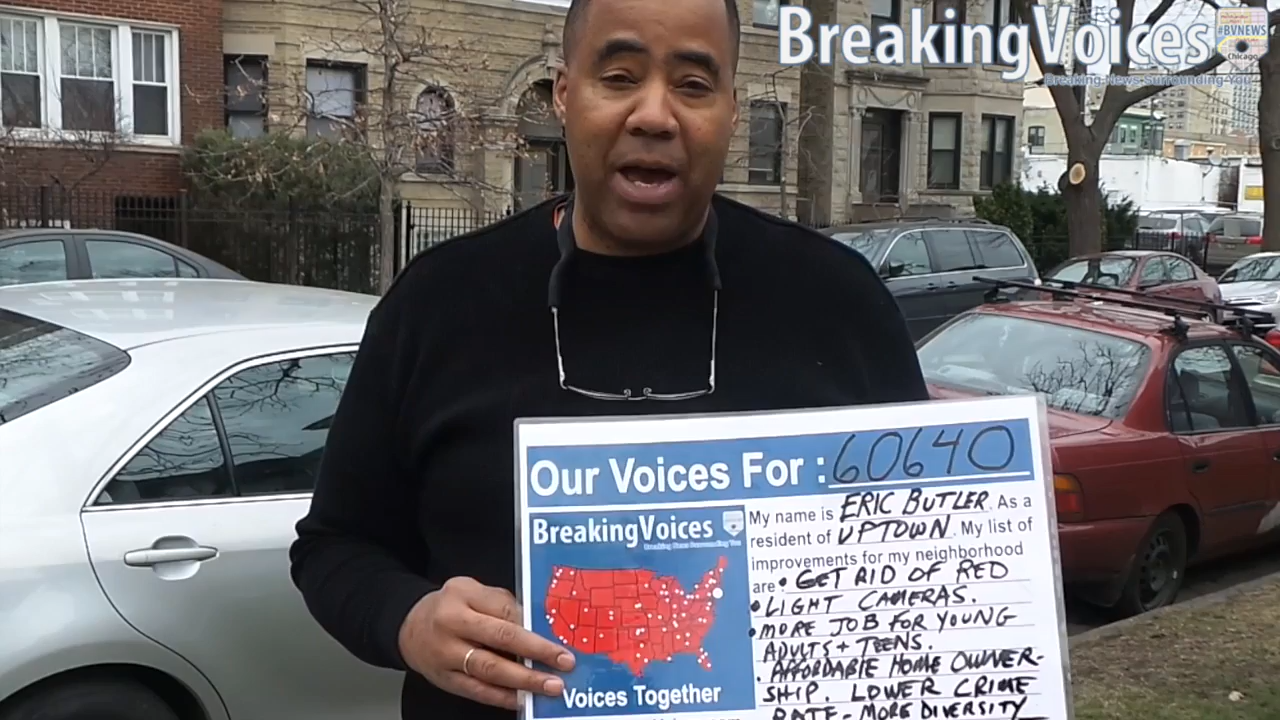 BreakingVoices
#BVNEWS
Chicago
Breaking News Surrounding You
Our Voices For : 60640
BreakingVoices
Breaking News Surrounding You
Voices Together
My name is ERIC BUTLER. As a
resident of UPTOWN. My list of
improvements for my neighborhood
are • GET RID OF RED
• LIGHT CAMERAS.
• MORE JOB FOR YOUNG
ADULTS + TEENS.
. AFFORDABLE HOME OWNER-
SHIP. LOWER CRIME
RATE - MORE DIVERSITY